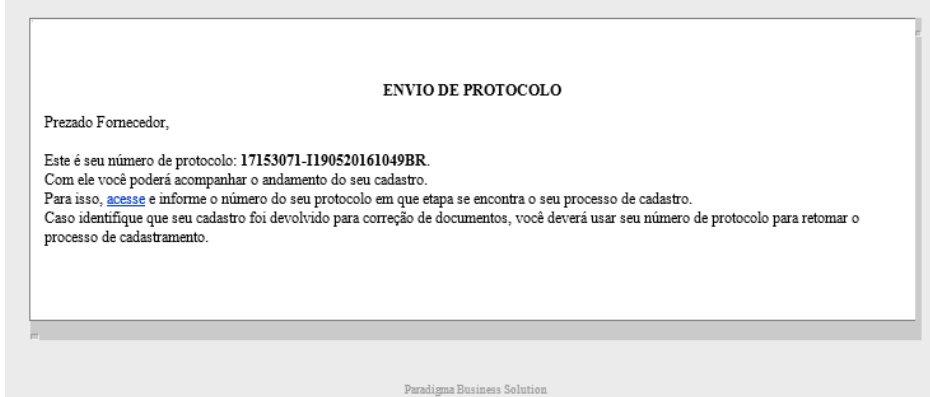 ENVIO DE PROTOCOLO
Prezado Fornecedor,
Este é seu número de protocolo: 17153071-I190520161049BR.
Com ele você poderá acompanhar o andamento do seu cadastro.
Para isso, acesse e informe o número do seu protocolo em que etapa se encontra o seu processo de cadastro.
Caso identifique que seu cadastro foi devolvido para correção de documentos, você deverá usar seu número de protocolo para retomar o
processo de cadastramento.
Paradigma Business Solution